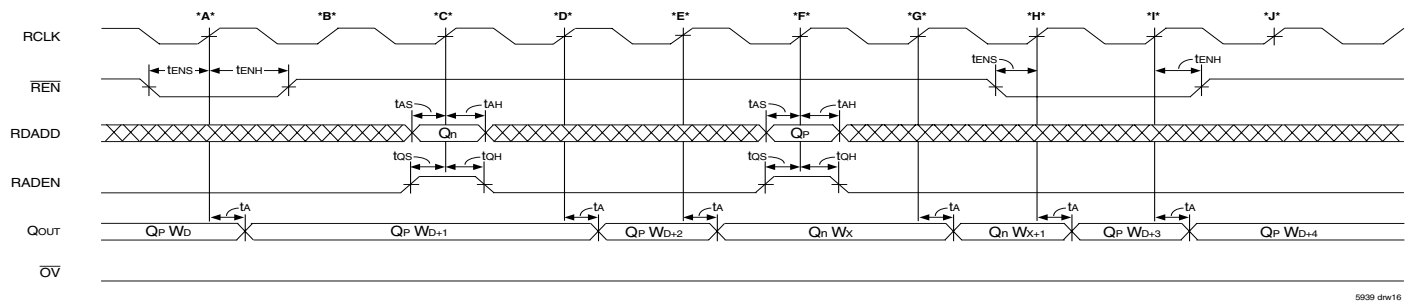 *A* *B* *C* *D* *E* *F* *G* *H* *I* *J*
RCLK
tENS tENH tENS tENH
REN
tAS tAH tAS tAH
RDADD Qn QP
tQS tQH tQS tQH
RADEN
tA tA tA tA tA tA
QOUT QP WD QP WD+1 QP WD+2 Qn WX Qn WX+1 QP WD+3 QP WD+4
OV
5939 drw16